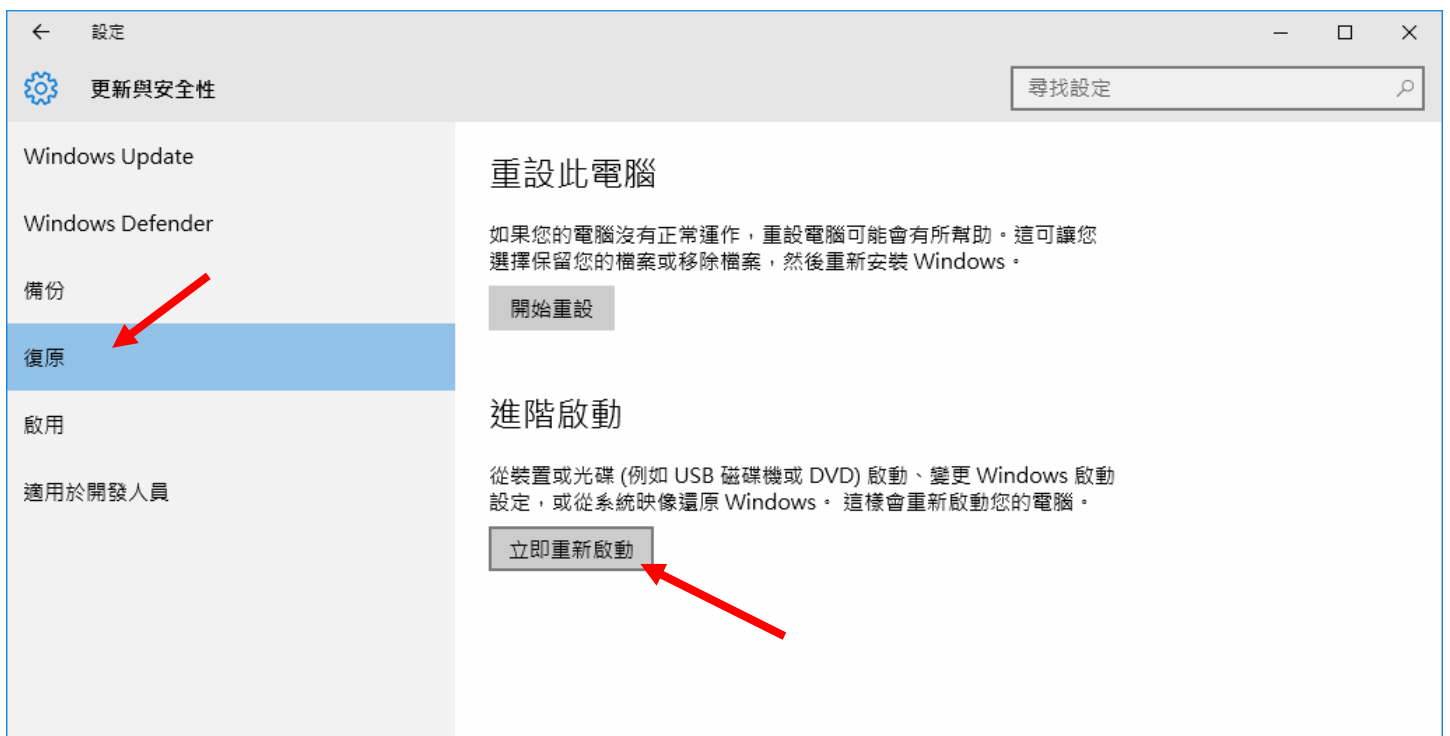 設定
更新與安全性
尋找設定
Windows Update
Windows Defender
備份
復原
啟用
適用於開發人員
重設此電腦
如果您的電腦沒有正常運作，重設電腦可能會有所幫助。這可讓您
選擇保留您的檔案或移除檔案，然後重新安裝 Windows。
開始重設
進階啟動
從裝置或光碟 (例如 USB 磁碟機或 DVD) 啟動、變更 Windows 啟動
設定，或從系統映像還原 Windows。 這樣會重新啟動您的電腦。
立即重新啟動